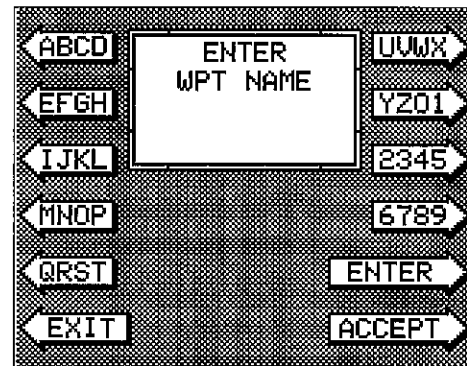 ABCD
ENTER
WPT NAME
UVWX
EFGH
YZ01
IJKL
2345
MNOP
6789
QRST
ENTER
EXIT
ACCEPT